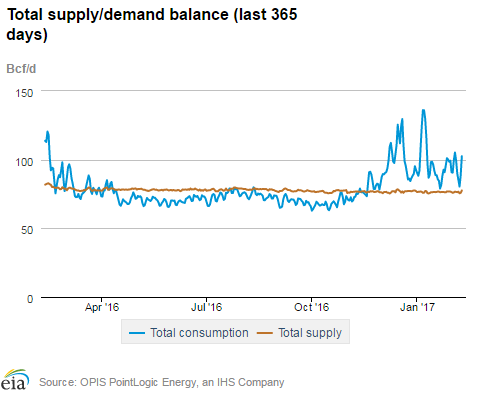 Total supply/demand balance (last 365
days)
Bcf/d
150
100
50
0
Apr '16
Jul '16
Oct '16
Jan '17
Total consumption
Total supply
eia
Source: OPIS PointLogic Energy, an IHS Company